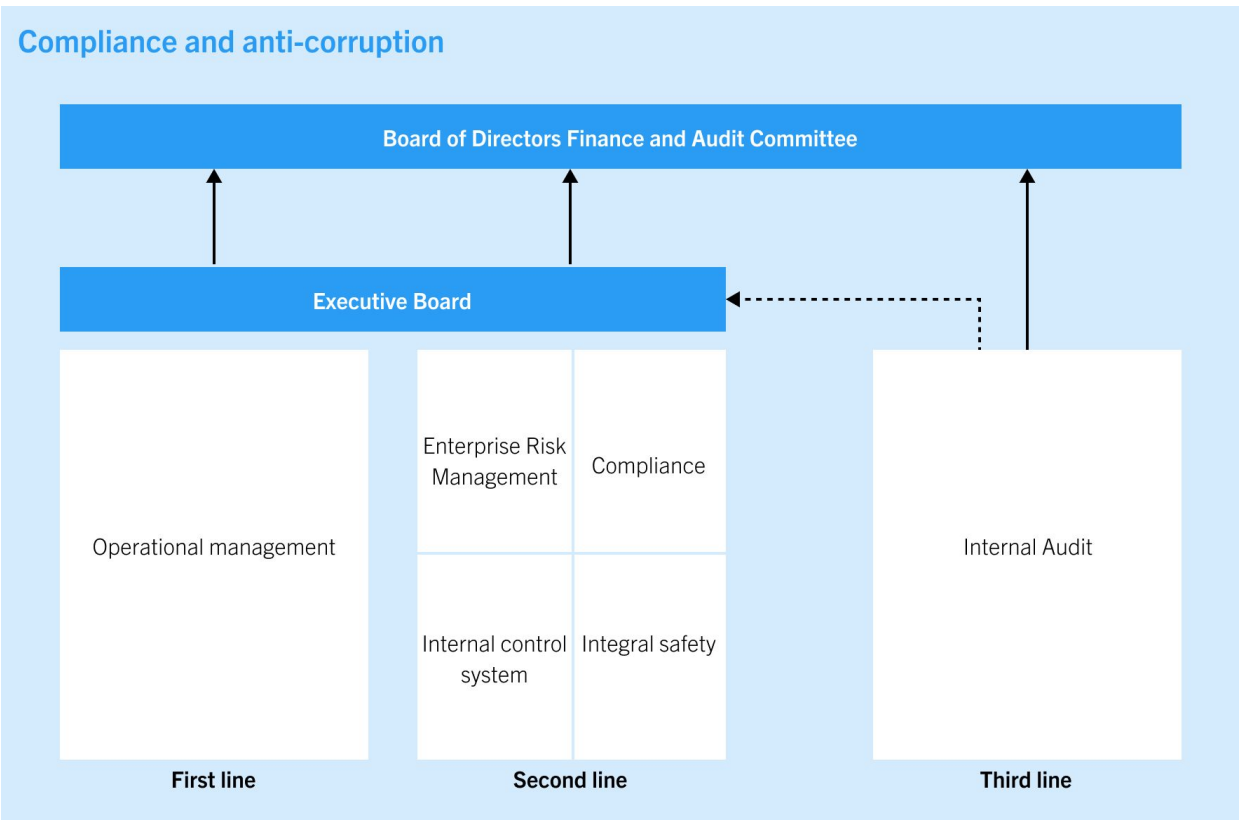 Compliance and anti-corruption
Board of Directors Finance and Audit Committee
Executive Board
Operational management
Enterprise Risk
Management
Compliance
Internal control
system
Integral safety
Internal Audit
First line
Second line
Third line